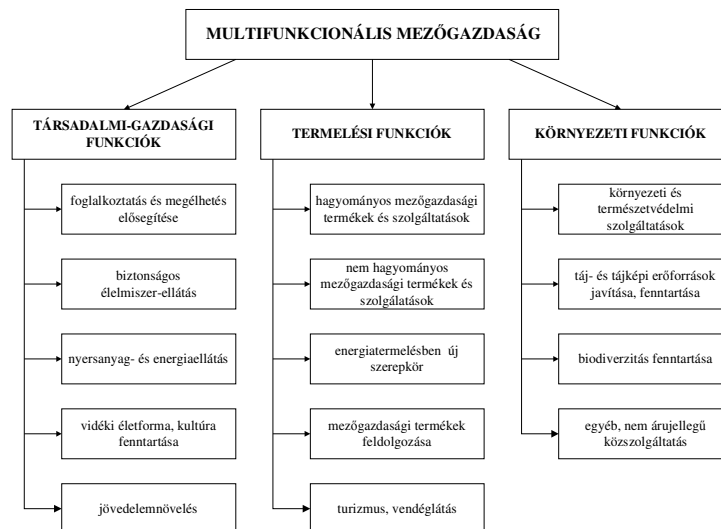 MULTIFUNKCIONÁLIS MEZŐGAZDASÁG
TÁRSADALMI-GAZDASÁGI
FUNKCIÓK
foglalkoztatás és megélhetés
elősegítése
biztonságos
élelmiszer-ellátás
nyersanyag- és energiaellátás
vidéki életforma, kultúra
fenntartása
jövedelemnövelés
TERMELÉSI FUNKCIÓK
hagyományos mezőgazdasági
termékek és szolgáltatások
nem hagyományos
mezőgazdasági termékek és
szolgálatások
energiatermelésben új
szerepkör
mezőgazdasági termékek
feldolgozása
turizmus, vendéglátás
KÖRNYEZETI FUNKCIÓK
környezeti és
természetvédelmi
szolgáltatások
táj- és tájképi erőforrások
javítása, fenntartása
biodiverzitás fenntartása
egyéb, nem árujellegű
közszolgáltatás